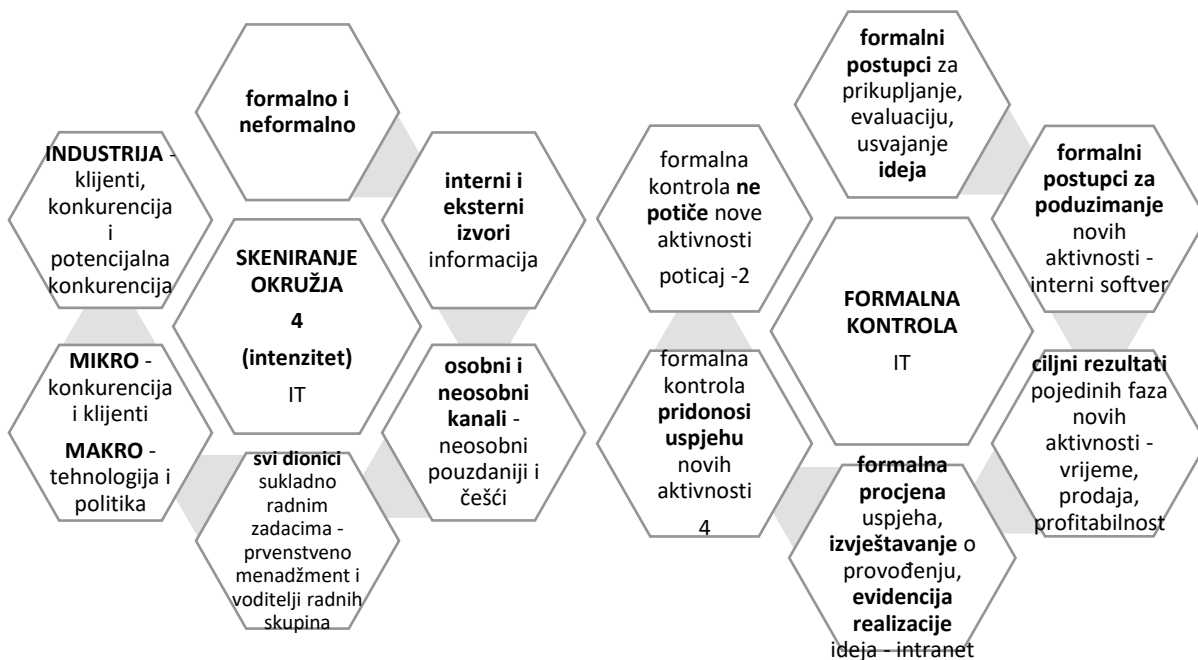 formalno i
neformalno
INDUSTRIJA -
klijenti,
konkurencija
i
potencijalna
konkurencija
interni i
eksterni
izvori
informacija
SKENIRANJE
OKRUŽJA
4
(intenzitet)
IT
MIKRO -
konkurencija
i klijenti
MAKRO -
tehnologija i
politika
osobni i
neosobni
kanali -
neosobni
pouzdaniji i
češći
svi dionici
sukladno
radnim
zadacima -
prvenstveno
menadžment i
voditelji radnih
skupina
formalni
postupci za
prikupljanje,
evaluaciju,
usvajanje
ideja
formalna
kontrola ne
potiče nove
aktivnosti
poticaj -2
formalni
postupci za
poduzimanje
novih
aktivnosti -
interni softver
FORMALNA
KONTROLA
IT
formalna
kontrola
pridonosi
uspjehu
novih
aktivnosti
4
ciljni rezultati
pojedinih faza
novih
aktivnosti -
vrijeme,
prodaja,
profitabilnost
formalna
procjena
uspjeha,
izvještavanje o
provođenju,
evidencija
realizacije
ideja - intranet